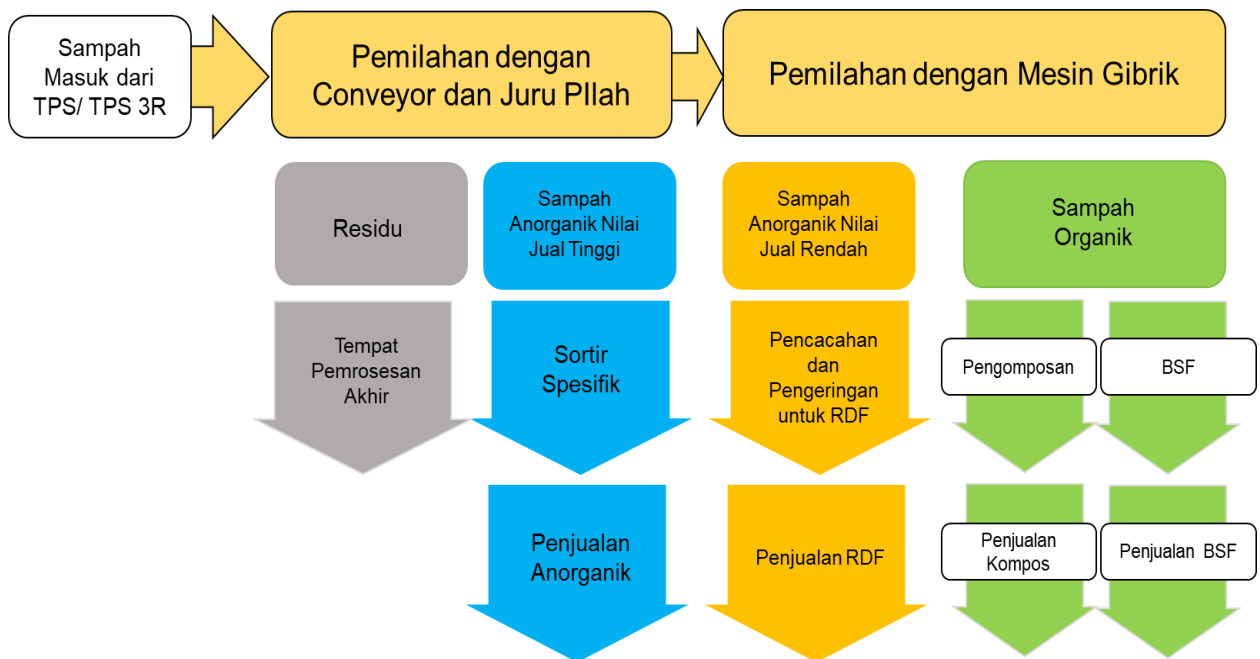 Sampah
Masuk dari
TPS/ TPS 3R
Pemilahan dengan
Conveyor dan Juru PIlah
Pemilahan dengan Mesin Gibrik
Residu
Sampah
Anorganik Nilai
Jual Tinggi
Sampah
Anorganik Nilai
Jual Rendah
Sampah
Organik
Tempat
Pemrosesan
Akhir
Sortir
Spesifik
Pencacahan
dan
Pengeringan
untuk RDF
Pengomposan
BSF
Penjualan
Anorganik
Penjualan RDF
Penjualan
Kompos
Penjualan BSF